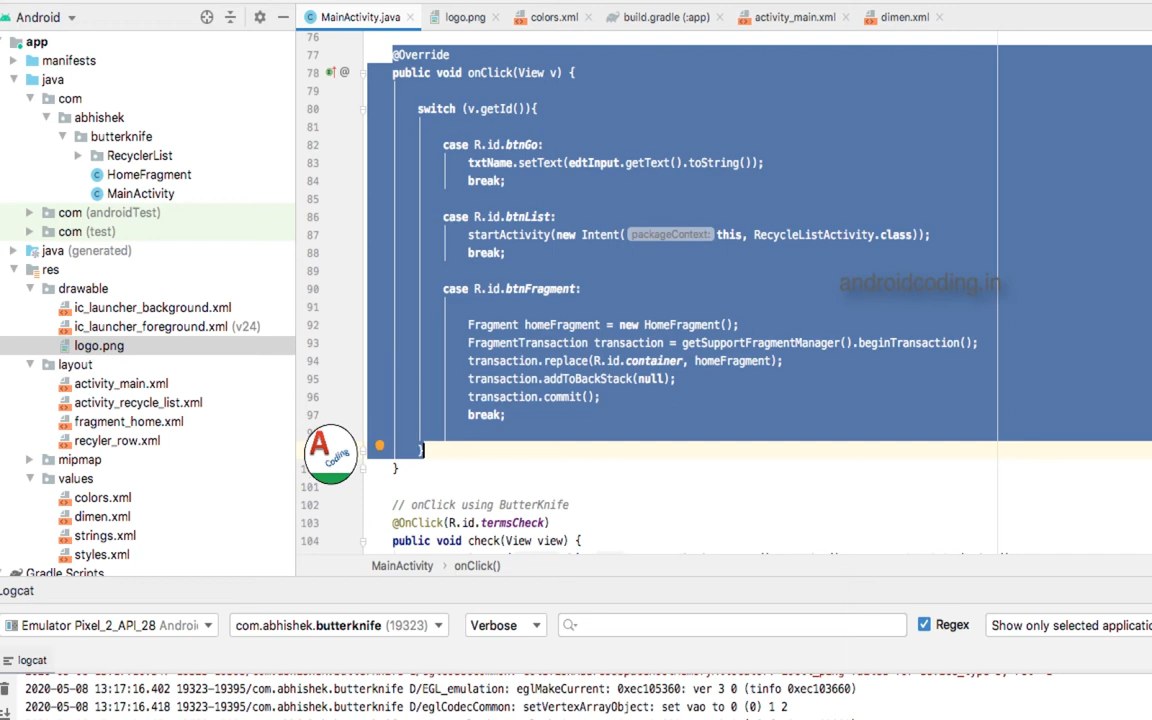 Android
MainActivity.java
logo.png
colors.xml
build.gradle (:app)
activity_main.xml
dimen.xml
app
manifests
java
com
abhishek
butterknife
RecyclerList
HomeFragment
MainActivity
com (androidTest)
com (test)
java (generated)
res
drawable
ic_launcher_background.xml
ic_launcher_foreground.xml (v24)
logo.png
layout
activity_main.xml
activity_recycle_list.xml
fragment_home.xml
recyler_row.xml
mipmap
values
colors.xml
dimen.xml
strings.xml
styles.xml
Gradle Scripts
76
77 @Override
78 @ public void onClick(View v) {
79
80 switch (v.getId()){
81
82 case R.id.btnGo:
83 txtName.setText(edtInput.getText().toString());
84 break;
85
86 case R.id.btnList:
87 startActivity(new Intent( packageContext: this, RecycleListActivity.class));
88 break;
89
90 case R.id.btnFragment:
91
92 Fragment homeFragment = new HomeFragment();
93 FragmentTransaction transaction = getSupportFragmentManager().beginTransaction();
94 transaction.replace(R.id.container, homeFragment);
95 transaction.addToBackStack(null);
96 transaction.commit();
97 break;
}
}
101
102 // onClick using ButterKnife
103 @OnClick(R.id.termsCheck)
104 public void check(View view) {
androidcoding.in
A Coding
MainActivity › onClick()
Logcat
Emulator Pixel_2_API_28 Androi
com.abhishek.butterknife (19323)
Verbose
Regex
Show only selected applicatio
logcat
2020-05-08 13:17:16.402 19323-19395/com.abhishek.butterknife D/EGL_emulation: eglMakeCurrent: 0xec105360: ver 3 0 (tinfo 0xec103660)
2020-05-08 13:17:16.418 19323-19395/com.abhishek.butterknife D/eglCodecCommon: setVertexArrayObject: set vao to 0 (0) 1 2